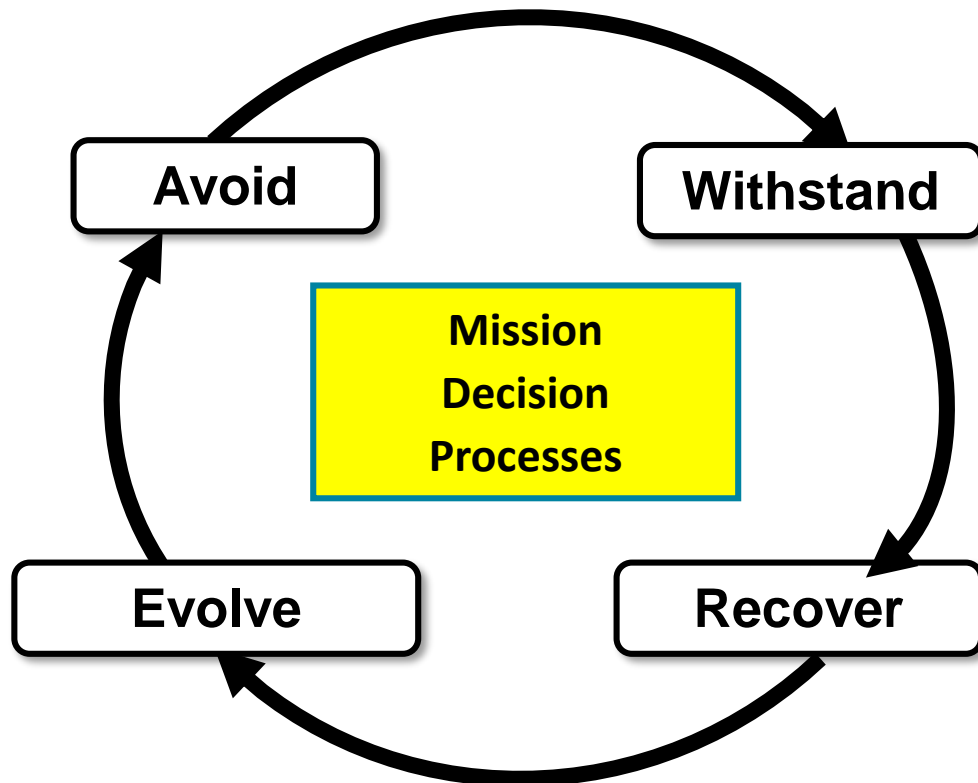 Avoid
Withstand
Mission
Decision
Processes
Evolve
Recover